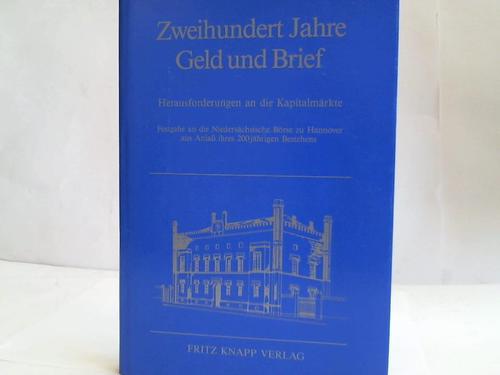 Zweihundert Jahre
Geld und Brief
Herausforderungen an die Kapitalmärkte
Festgabe an die Niedersächsische Börse zu Hannover
aus Anlaß ihres 200jährigen Bestehens
FRITZ KNAPP VERLAG